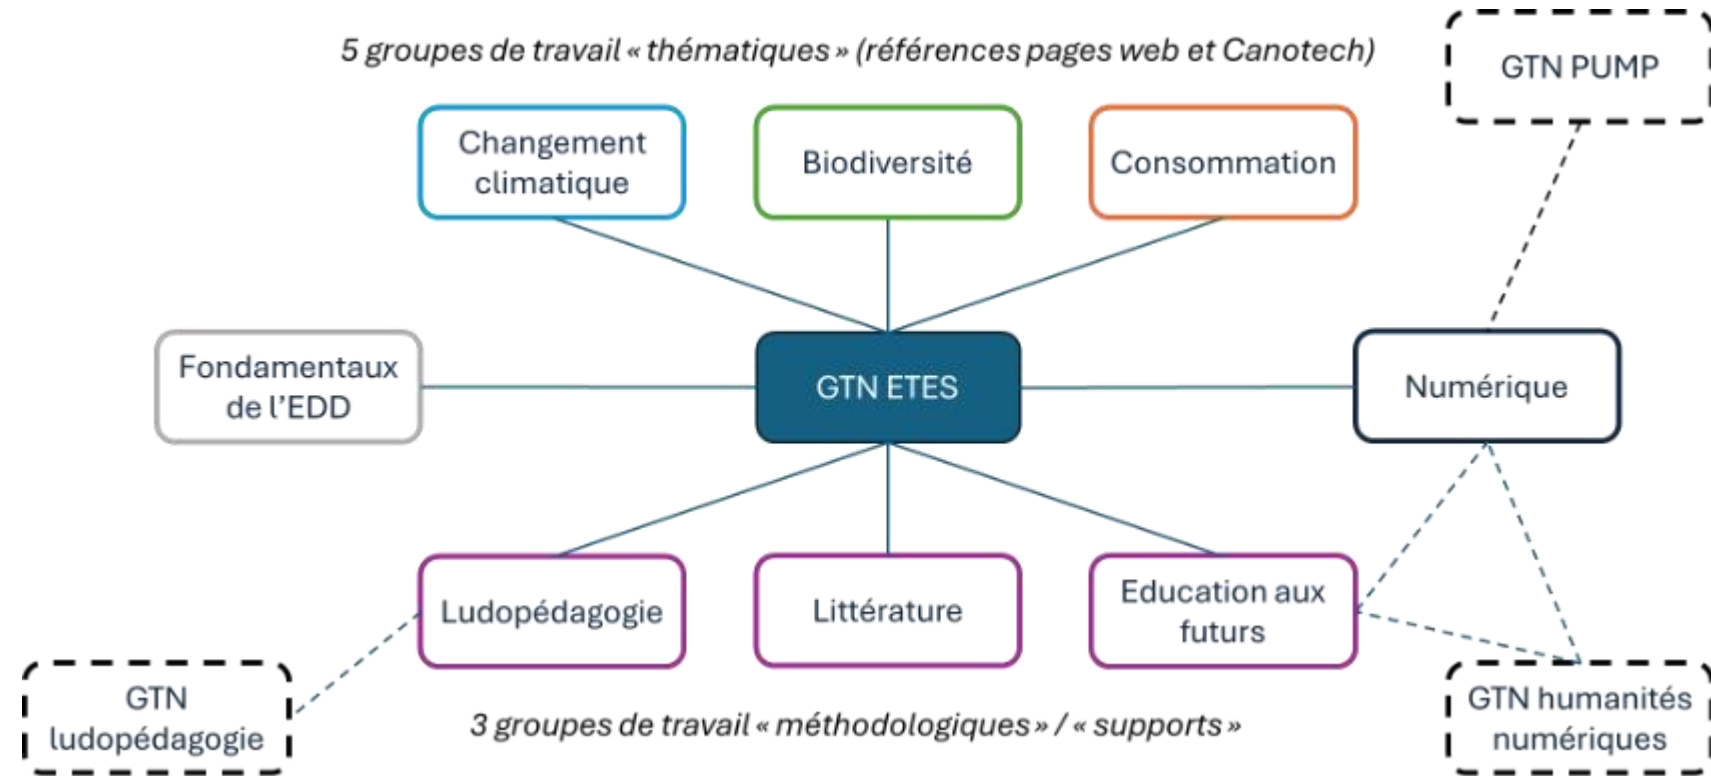 5 groupes de travail « thématiques » (références pages web et Canotech)
GTN PUMP
Changement
climatique
Biodiversité
Consommation
Fondamentaux
de l’EDD
GTN ETES
Numérique
Ludopédagogie
Littérature
Education aux
futurs
GTN
ludopédagogie
3 groupes de travail « méthodologiques » / « supports »
GTN humanités
numériques